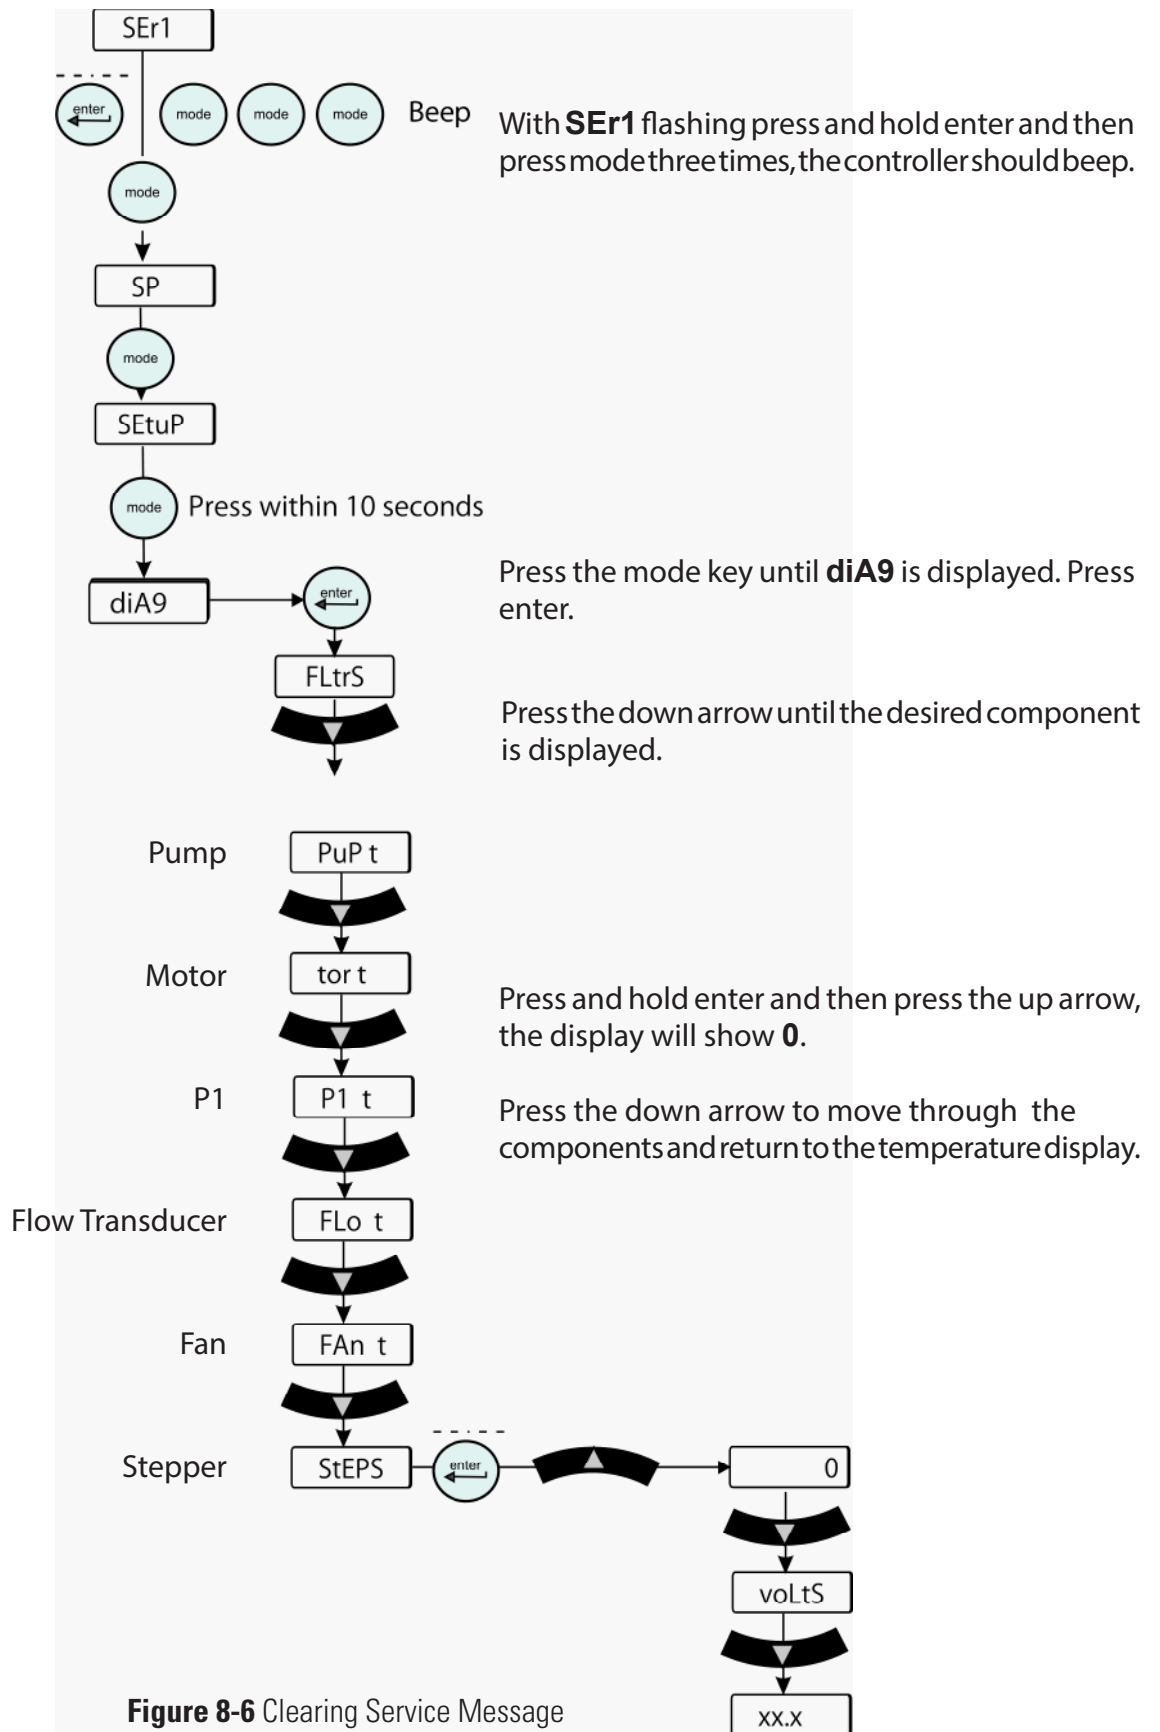 SEr1
enter
mode
mode
mode
Beep
With SEr1 flashing press and hold enter and then
press mode three times, the controller should beep.
mode
SP
mode
SEtuP
mode
Press within 10 seconds
diA9
enter
Press the mode key until diA9 is displayed. Press
enter.
FLtrS
Press the down arrow until the desired component
is displayed.
Pump
PuP t
Motor
tor t
Press and hold enter and then press the up arrow,
the display will show 0.
P1
P1 t
Press the down arrow to move through the
components and return to the temperature display.
Flow Transducer
FLo t
Fan
FAn t
Stepper
StEPS
enter
0
voLtS
xx.x
Figure 8-6 Clearing Service Message